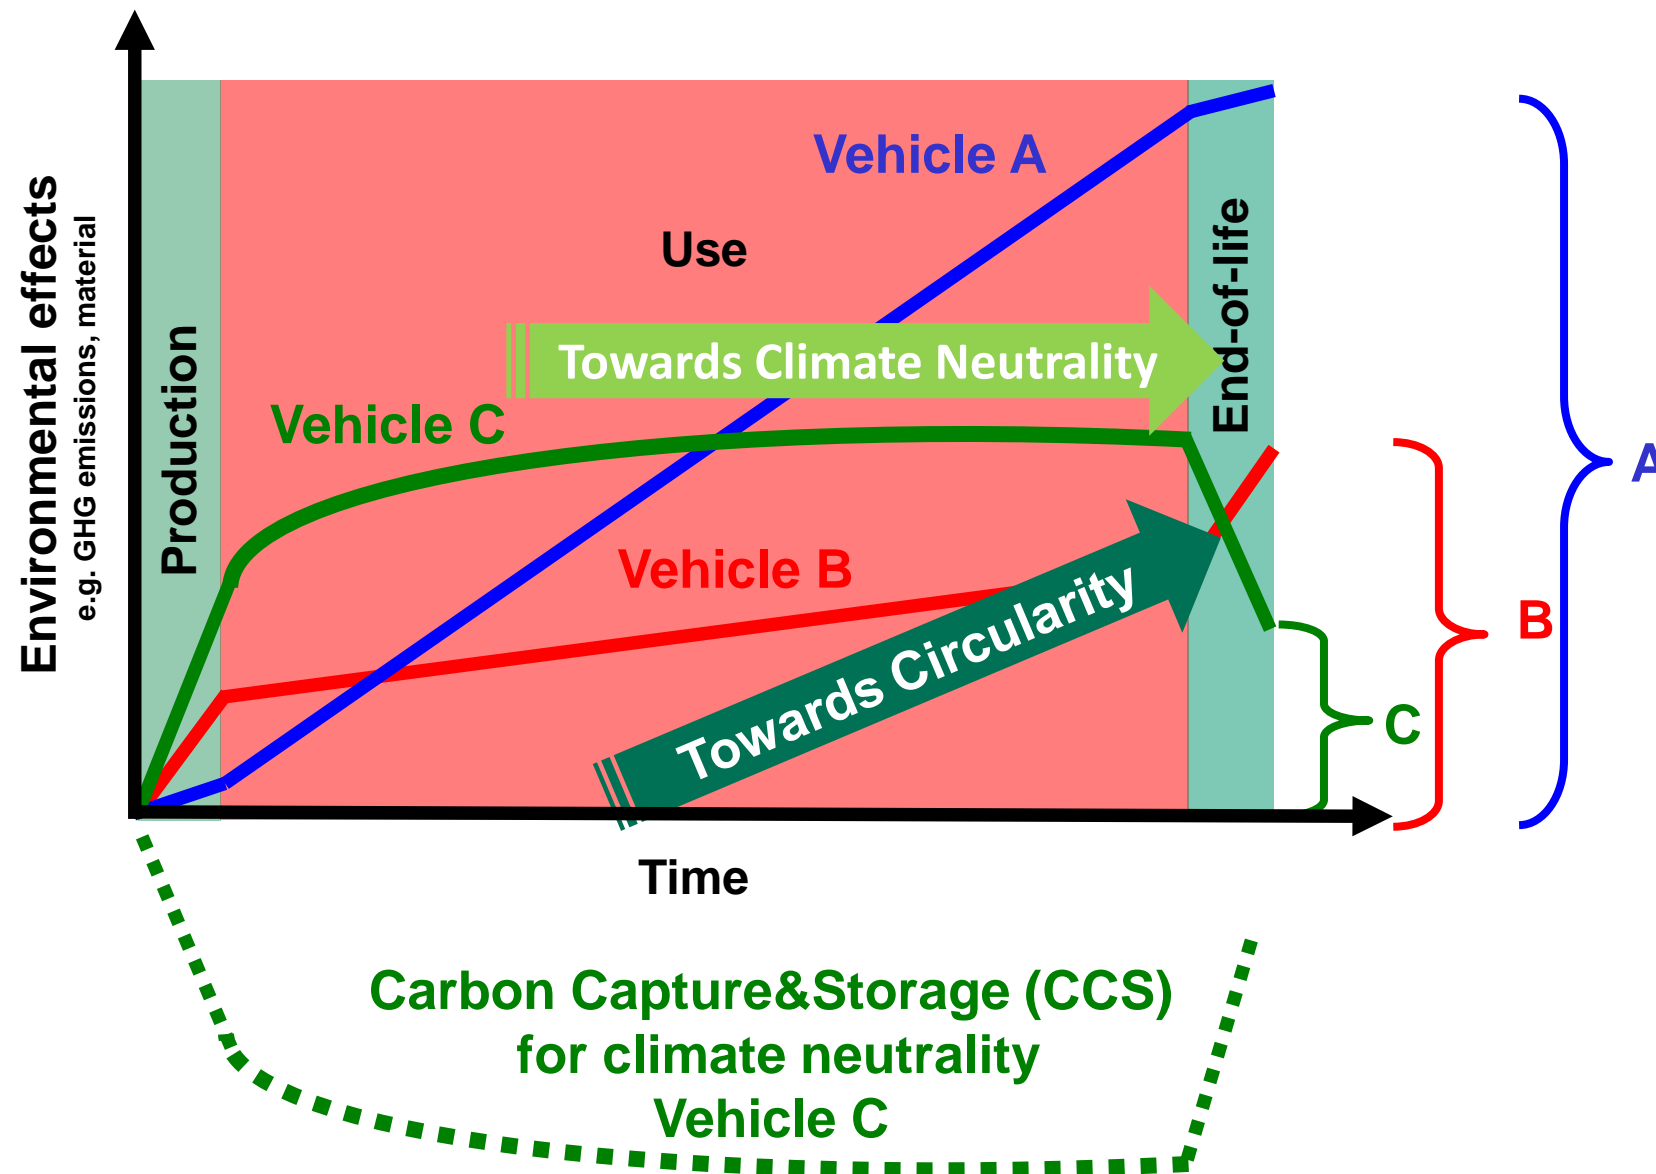 Environmental effects
e.g. GHG emissions, material
Production
Use
End-of-life
Vehicle A
Towards Climate Neutrality
Vehicle C
Vehicle B
Towards Circularity
A
B
C
Time
Carbon Capture&Storage (CCS)
for climate neutrality
Vehicle C